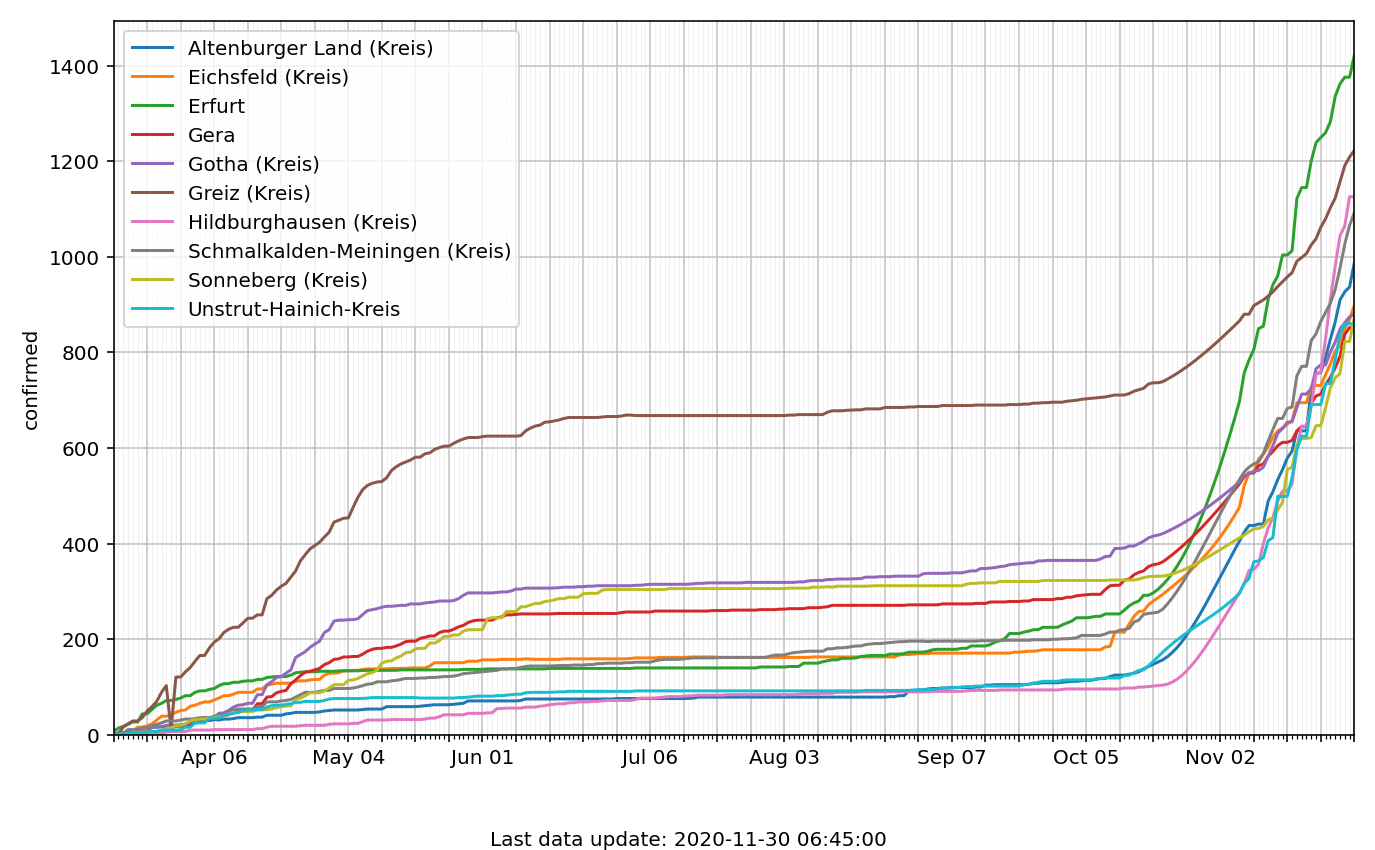 Altenburger Land (Kreis)
Eichsfeld (Kreis)
Erfurt
Gera
Gotha (Kreis)
Greiz (Kreis)
Hildburghausen (Kreis)
Schmalkalden-Meiningen (Kreis)
Sonneberg (Kreis)
Unstrut-Hainich-Kreis
confirmed
1400
1200
1000
800
600
400
200
0
Apr 06 May 04 Jun 01 Jul 06 Aug 03 Sep 07 Oct 05 Nov 02
Last data update: 2020-11-30 06:45:00